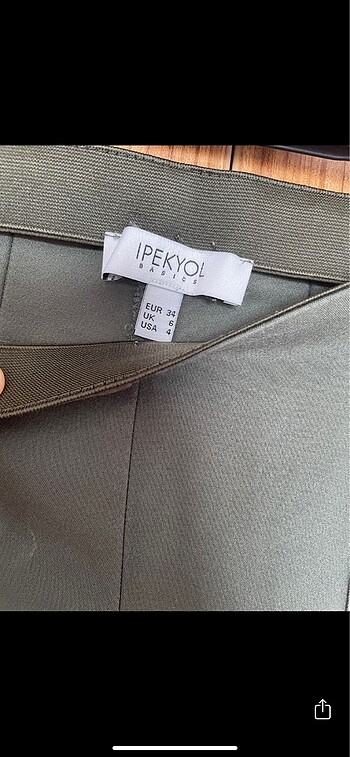 IPEKYOL
BASICS
EUR 34
UK 6
USA 4